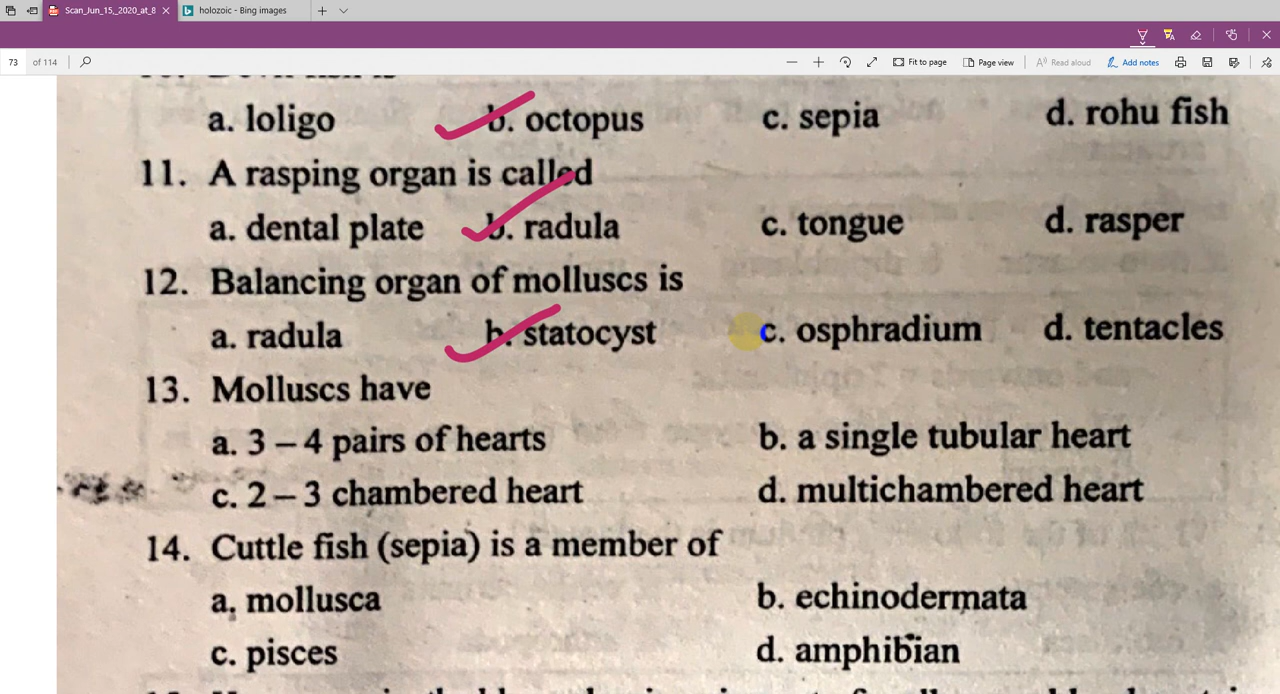 Scan_Jun_15,_2020_at_8
holozoic - Bing images
73 of 114
Fit to page
Page view
Read aloud
Add notes
a. loligo b. octopus c. sepia d. rohu fish
11. A rasping organ is called
a. dental plate b. radula c. tongue d. rasper
12. Balancing organ of molluscs is
a. radula b. statocyst c. osphradium d. tentacles
13. Molluscs have
a. 3 – 4 pairs of hearts b. a single tubular heart
c. 2 – 3 chambered heart d. multichambered heart
14. Cuttle fish (sepia) is a member of
a. mollusca b. echinodermata
c. pisces d. amphibian